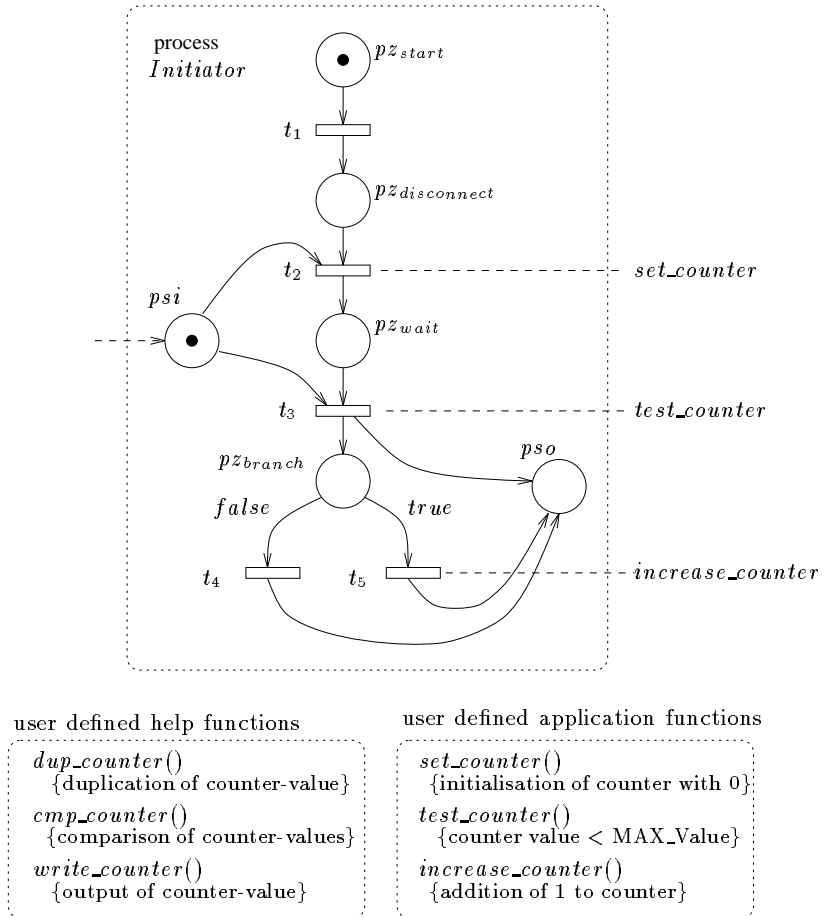 process
Initiator
pz_start
t_1
pz_disconnect
t_2
set_counter
psi
pz_wait
t_3
test_counter
pz_branch
pso
false
true
t_4
t_5
increase_counter
user defined help functions
dup_counter()
{duplication of counter-value}
cmp_counter()
{comparison of counter-values}
write_counter()
{output of counter-value}
user defined application functions
set_counter()
{initialisation of counter with 0}
test_counter()
{counter value < MAX_Value}
increase_counter()
{addition of 1 to counter}